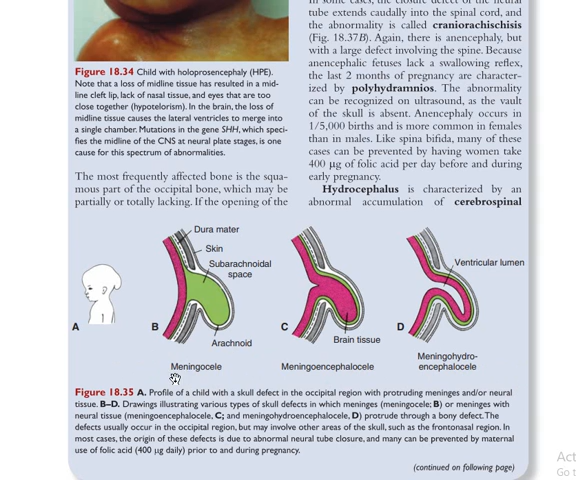 In some cases, the closure defect of the neural
tube extends caudally into the spinal cord, and
the abnormality is called craniorachischisis
(Fig. 18.37B). Again, there is anencephaly, but
with a large defect involving the spine. Because
anencephalic fetuses lack a swallowing reflex,
the last 2 months of pregnancy are character-
ized by polyhydramnios. The abnormality
can be recognized on ultrasound, as the vault
of the skull is absent. Anencephaly occurs in
1/5,000 births and is more common in females
than in males. Like spina bifida, many of these
cases can be prevented by having women take
400 µg of folic acid per day before and during
early pregnancy.
Hydrocephalus is characterized by an
abnormal accumulation of cerebrospinal
Figure 18.34 Child with holoprosencephaly (HPE).
Note that a loss of midline tissue has resulted in a mid-
line cleft lip, lack of nasal tissue, and eyes that are too
close together (hypotelorism). In the brain, the loss of
midline tissue causes the lateral ventricles to merge into
a single chamber. Mutations in the gene SHH, which speci-
fies the midline of the CNS at neural plate stages, is one
cause for this spectrum of abnormalities.
The most frequently affected bone is the squa-
mous part of the occipital bone, which may be
partially or totally lacking. If the opening of the
Dura mater
Skin
Subarachnoidal
space
Ventricular lumen
A
B
C
D
Arachnoid
Brain tissue
Meningocele
Meningoencephalocele
Meningohydro-
encephalocele
Figure 18.35 A. Profile of a child with a skull defect in the occipital region with protruding meninges and/or neural
tissue. B–D. Drawings illustrating various types of skull defects in which meninges (meningocele; B) or meninges with
neural tissue (meningoencephalocele, C; and meningohydroencephalocele, D) protrude through a bony defect. The
defects usually occur in the occipital region, but may involve other areas of the skull, such as the frontonasal region. In
most cases, the origin of these defects is due to abnormal neural tube closure, and many can be prevented by maternal
use of folic acid (400 µg daily) prior to and during pregnancy.
(continued on following page)
Act
Go t